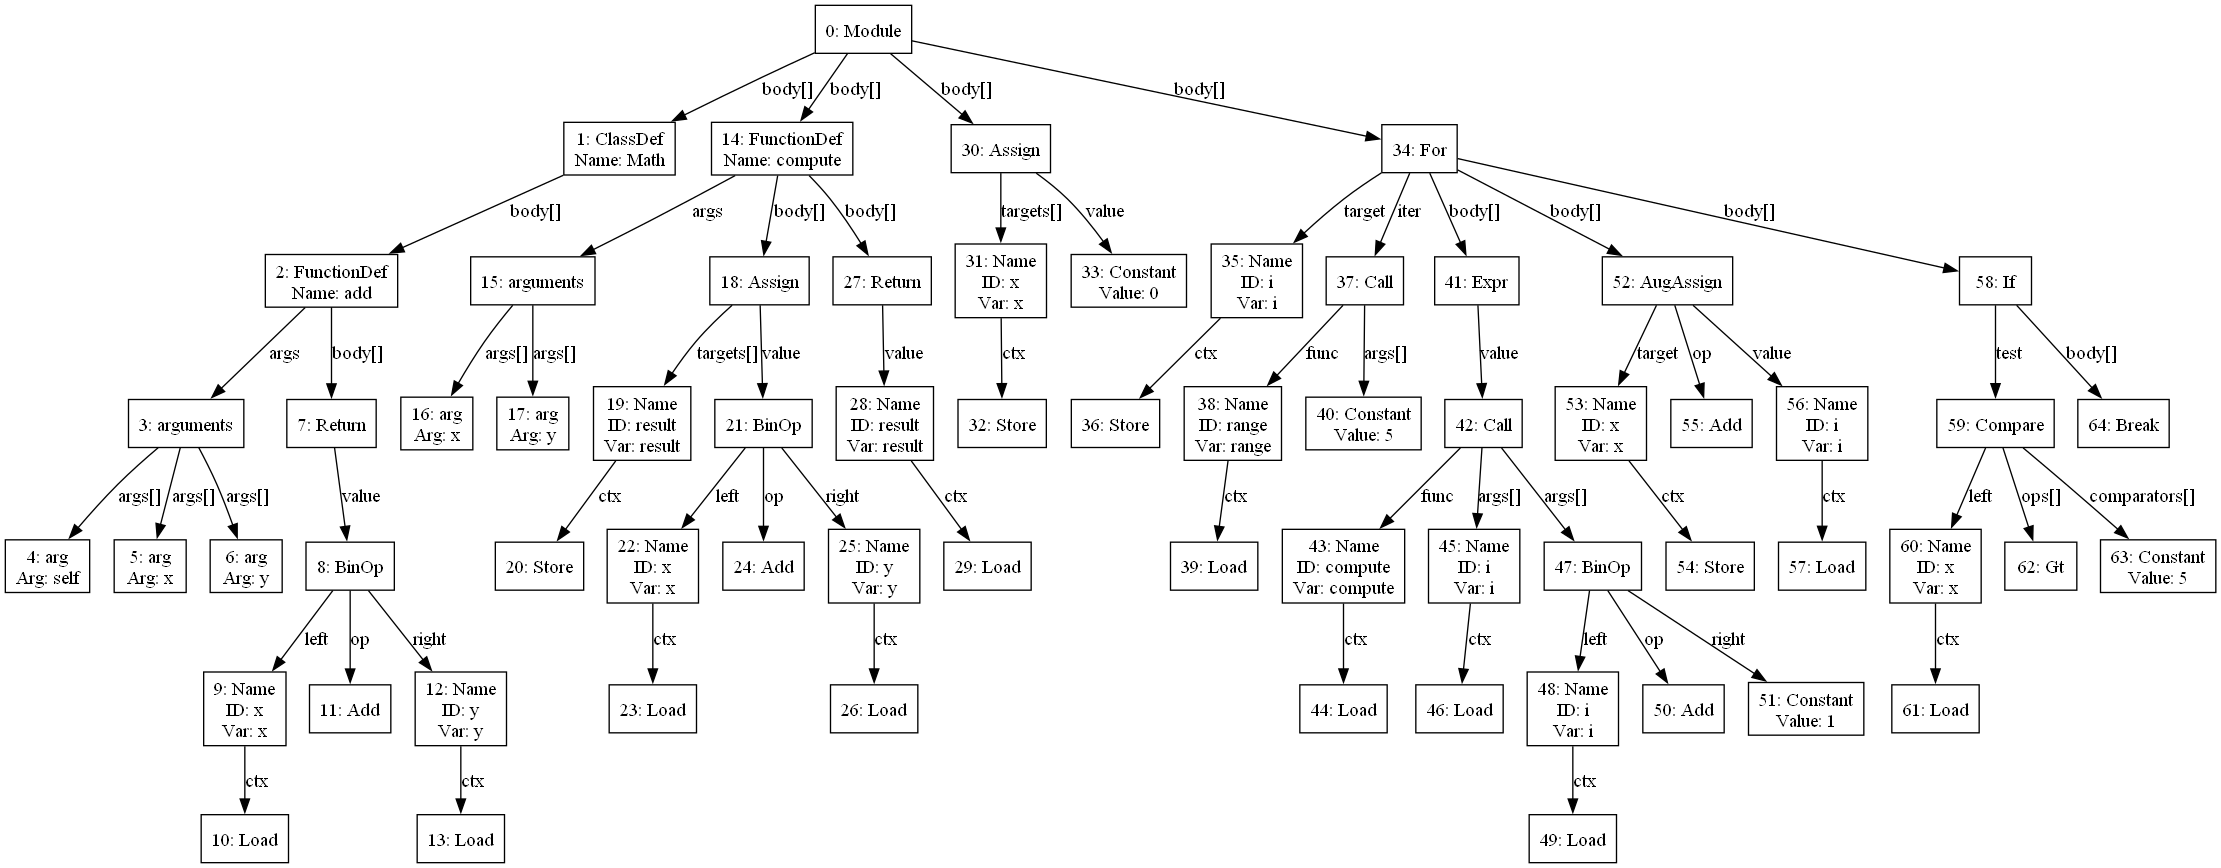 0: Module
body[]
body[]
body[]
body[]
1: ClassDef
Name: Math
14: FunctionDef
Name: compute
30: Assign
34: For
body[]
args
body[]
body[]
targets[]
value
target
iter
body[]
body[]
body[]
2: FunctionDef
Name: add
15: arguments
18: Assign
27: Return
31: Name
ID: x
Var: x
33: Constant
Value: 0
35: Name
ID: i
Var: i
37: Call
41: Expr
52: AugAssign
58: If
args
body[]
args[]
args[]
targets[]
value
value
ctx
ctx
func
args[]
value
target
op
value
test
body[]
3: arguments
7: Return
16: arg
Arg: x
17: arg
Arg: y
19: Name
ID: result
Var: result
21: BinOp
28: Name
ID: result
Var: result
32: Store
36: Store
38: Name
ID: range
Var: range
40: Constant
Value: 5
42: Call
53: Name
ID: x
Var: x
55: Add
56: Name
ID: i
Var: i
59: Compare
64: Break
args[]
args[]
args[]
value
ctx
left
op
right
ctx
ctx
func
args[]
args[]
ctx
ctx
left
ops[]
comparators[]
4: arg
Arg: self
5: arg
Arg: x
6: arg
Arg: y
8: BinOp
20: Store
22: Name
ID: x
Var: x
24: Add
25: Name
ID: y
Var: y
29: Load
39: Load
43: Name
ID: compute
Var: compute
45: Name
ID: i
Var: i
47: BinOp
54: Store
57: Load
60: Name
ID: x
Var: x
62: Gt
63: Constant
Value: 5
left
op
right
ctx
ctx
ctx
ctx
left
op
right
ctx
9: Name
ID: x
Var: x
11: Add
12: Name
ID: y
Var: y
23: Load
26: Load
44: Load
46: Load
48: Name
ID: i
Var: i
50: Add
51: Constant
Value: 1
61: Load
ctx
ctx
ctx
10: Load
13: Load
49: Load